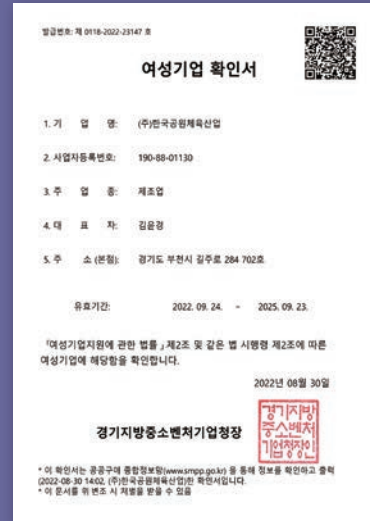 발급번호: 제 0118-2022-23147 호
여성기업 확인서
1. 기 업 명: (주)한국공원체육산업
2. 사업자등록번호: 190-88-01130
3. 주 업 종: 제조업
4. 대 표 자: 김윤경
5. 주 소 (본점): 경기도 부천시 길주로 284 702호
유효기간: 2022. 09. 24. ~ 2025. 09. 23.
「여성기업지원에 관한 법률」제2조 및 같은 법 시행령 제2조에 따른
여성기업에 해당함을 확인합니다.
2022년 08월 30일
경기지방중소벤처기업청장
경기지방
중소벤처
기업청장인
* 이 확인서는 공공구매 종합정보망(www.smpp.go.kr) 을 통해 정보를 확인하고 출력
(2022-08-30 14:02, (주)한국공원체육산업)한 확인서입니다.
* 이 문서를 위 변조 시 처벌을 받을 수 있음